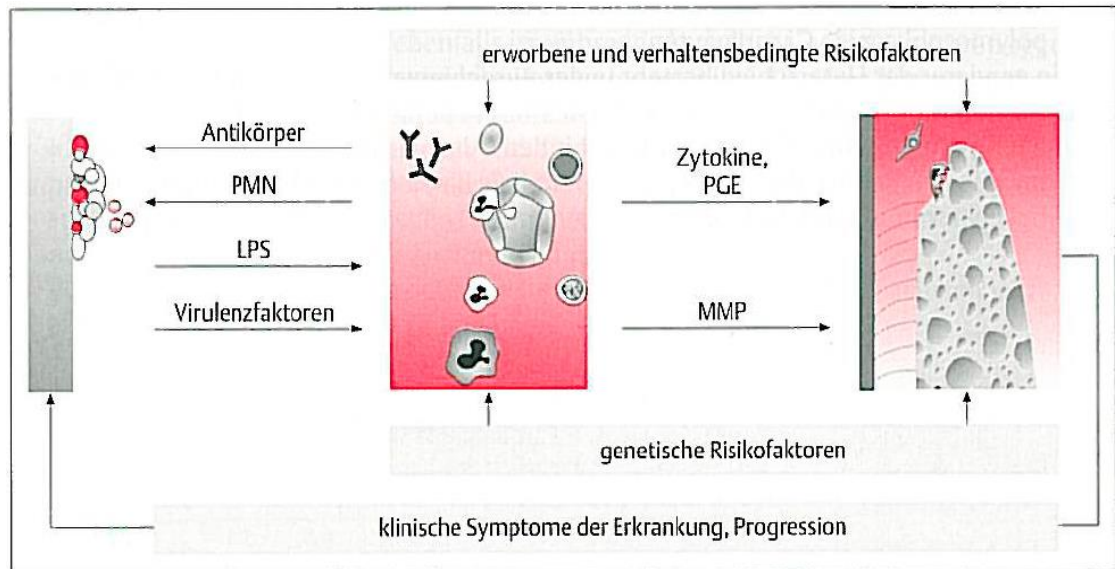 erworbene und verhaltensbedingte Risikofaktoren
Antikörper
PMN
LPS
Virulenzfaktoren
Zytokine,
PGE
MMP
genetische Risikofaktoren
klinische Symptome der Erkrankung, Progression